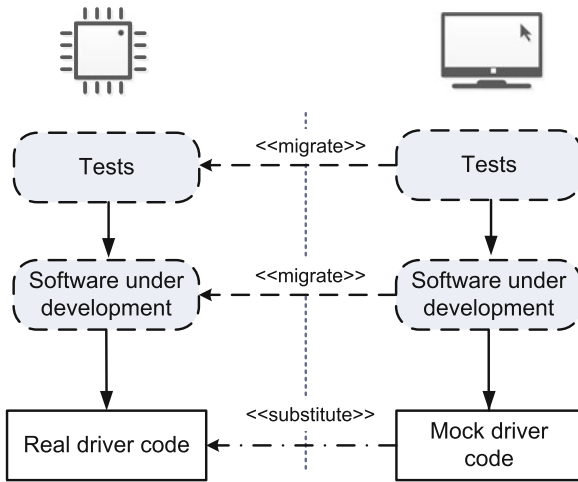 <<migrate>>
Tests
Tests
<<migrate>>
Software under
development
Software under
development
<<substitute>>
Real driver code
Mock driver
code